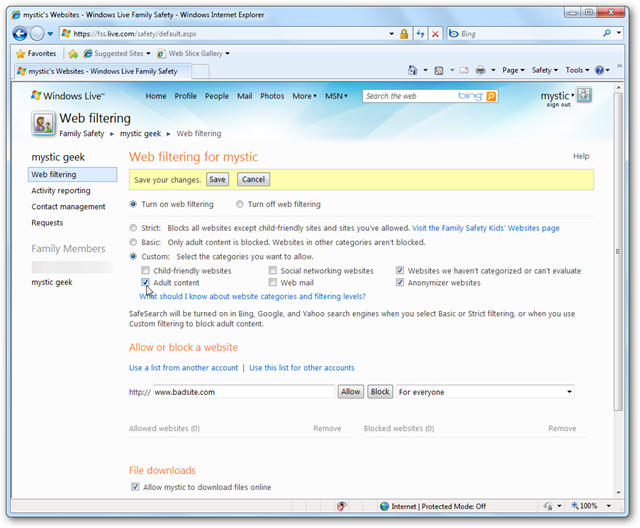 mystic's Websites - Windows Live Family Safety - Windows Internet Explorer
https://fss.live.com/safety/default.aspx
Bing
Favorites Suggested Sites Web Slice Gallery
mystic's Websites - Windows Live Family Safety
Page Safety Tools
Windows Live™ Home Profile People Mail Photos More MSN Search the web bing mystic
sign out
Web filtering
Family Safety ▸ mystic geek ▸ Web filtering
mystic geek
Web filtering
Activity reporting
Contact management
Requests
Family Members
mystic geek
Web filtering for mystic Help
Save your changes. Save Cancel
Turn on web filtering Turn off web filtering
Strict: Blocks all websites except child-friendly sites and sites you've allowed. Visit the Family Safety Kids' Websites page
Basic: Only adult content is blocked. Websites in other categories aren't blocked.
Custom: Select the categories you want to allow.
Child-friendly websites Social networking websites Websites we haven't categorized or can't evaluate
Adult content Web mail Anonymizer websites
What should I know about website categories and filtering levels?
SafeSearch will be turned on in Bing, Google, and Yahoo search engines when you select Basic or Strict filtering, or when you use
Custom filtering to block adult content.
Allow or block a website
Use a list from another account | Use this list for other accounts
http:// www.badsite.com Allow Block For everyone
Allowed websites (0) Remove Blocked websites (0) Remove
File downloads
Allow mystic to download files online
Internet | Protected Mode: Off 100%